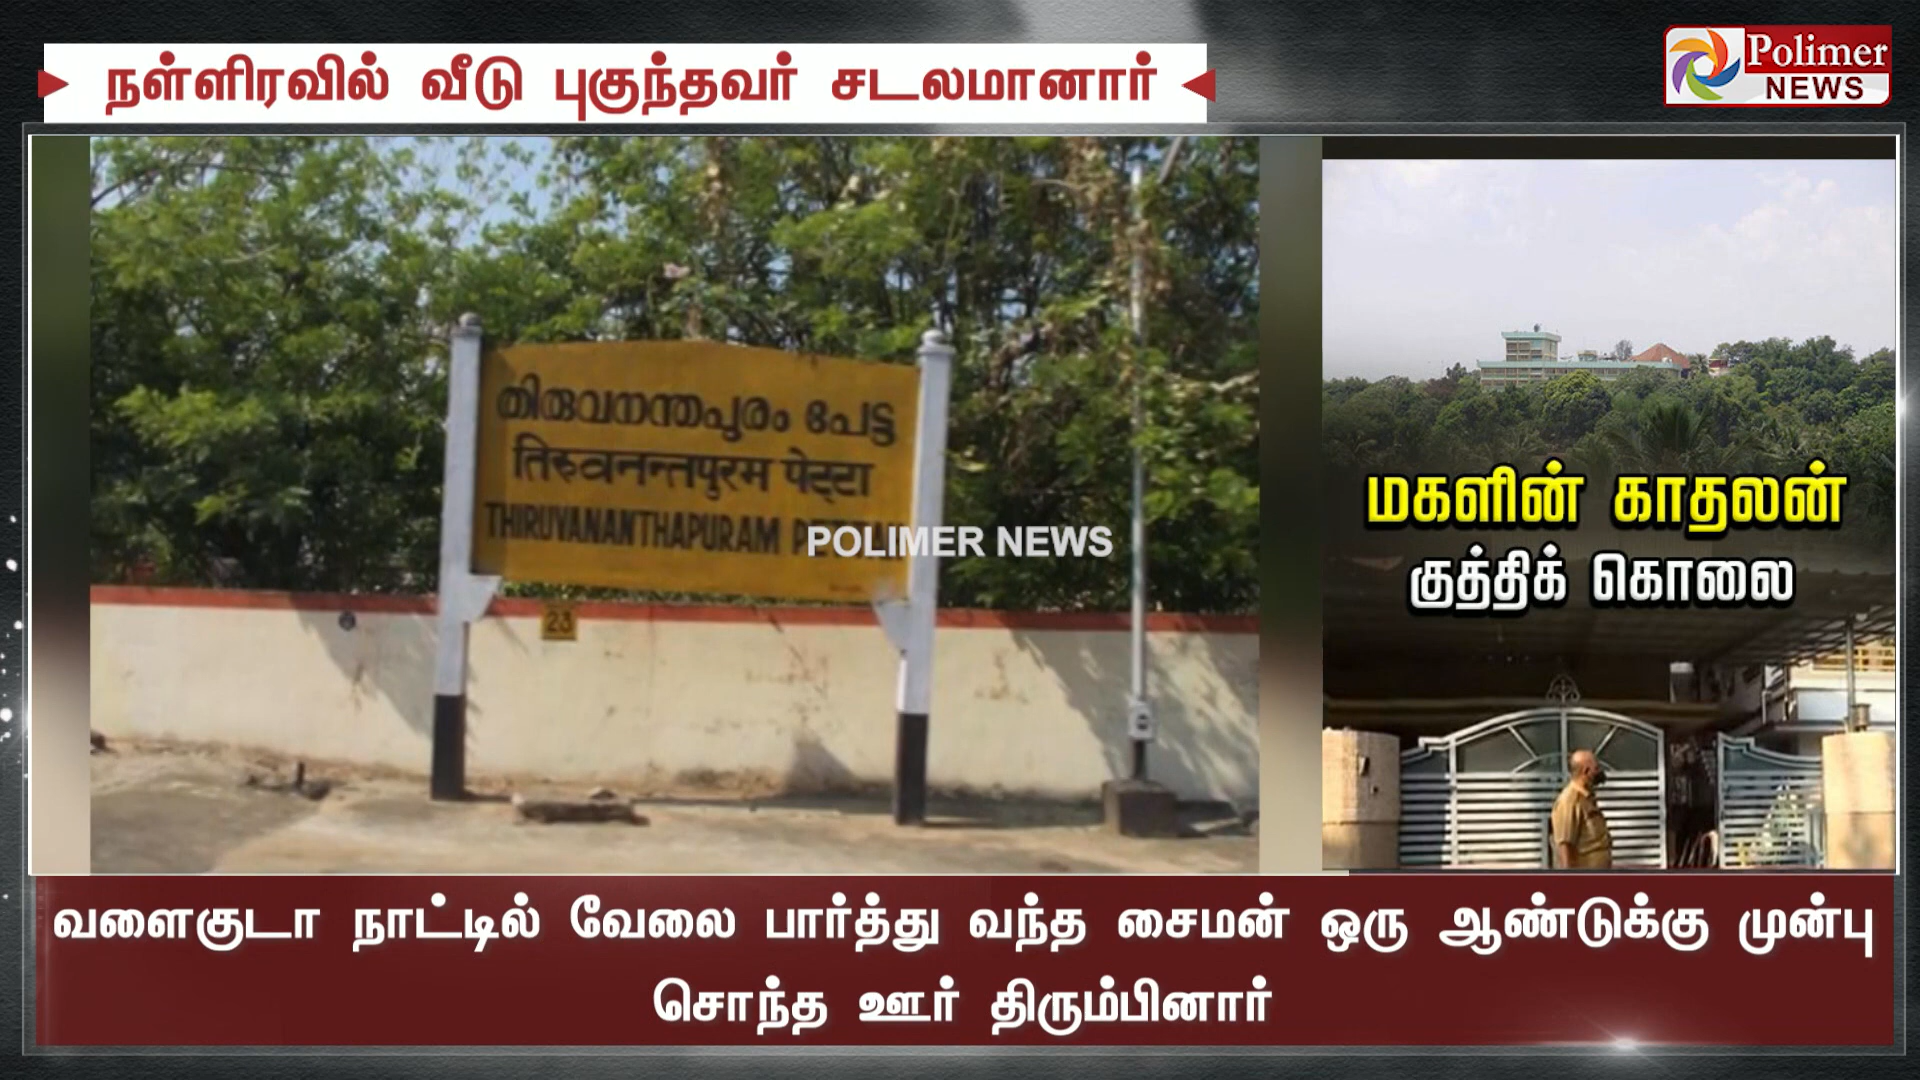 நள்ளிரவில் வீடு புகுந்தவர் சடலமானார்
Polimer
NEWS
തിരുവനന്തപുരം പേട്ട
तिरुवनन्तपुरम पेट्टा
THIRUVANANTHAPURAM
POLIMER NEWS
23
மகளின் காதலன்
குத்திக் கொலை
வளைகுடா நாட்டில் வேலை பார்த்து வந்த சைமன் ஒரு ஆண்டுக்கு முன்பு
சொந்த ஊர் திரும்பினார்